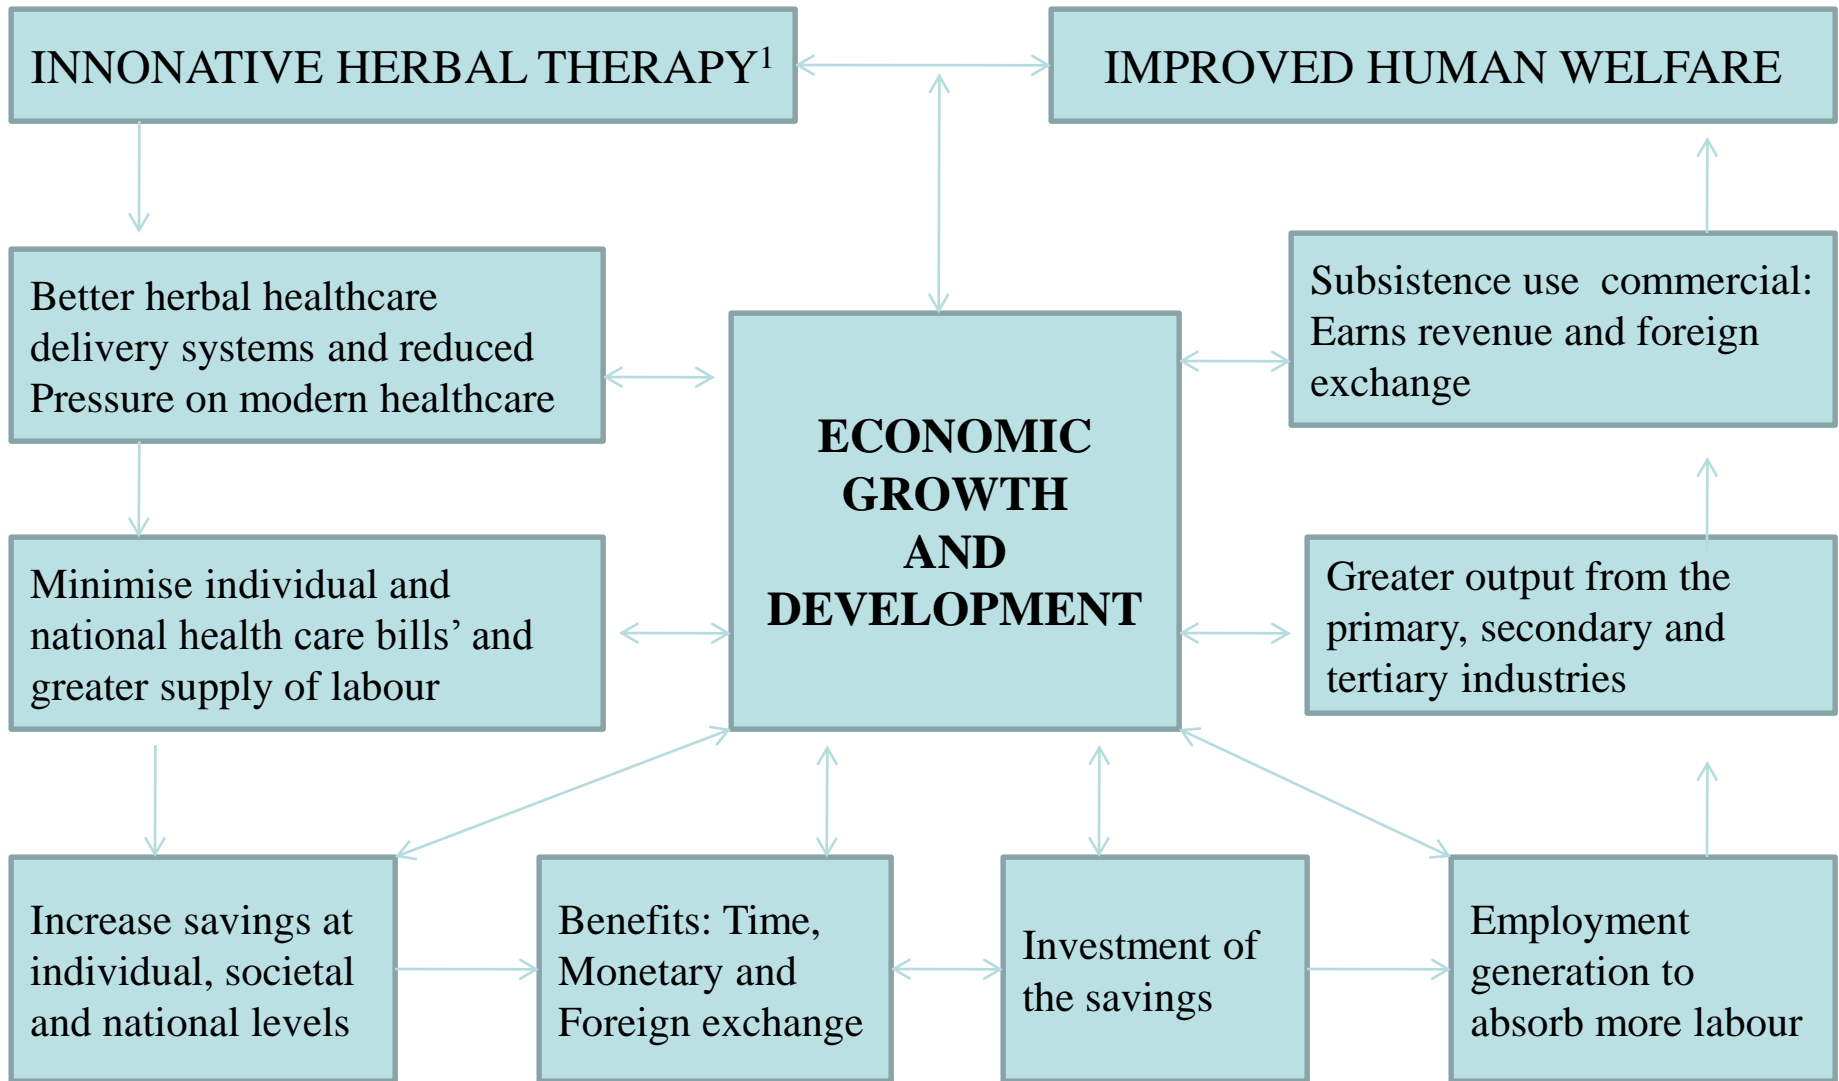 INNONATIVE HERBAL THERAPY¹
IMPROVED HUMAN WELFARE
Better herbal healthcare
delivery systems and reduced
Pressure on modern healthcare
Subsistence use  commercial:
Earns revenue and foreign
exchange
ECONOMIC
GROWTH
AND
DEVELOPMENT
Minimise individual and
national health care bills’ and
greater supply of labour
Greater output from the
primary, secondary and
tertiary industries
Increase savings at
individual, societal
and national levels
Benefits: Time,
Monetary and
Foreign exchange
Investment of
the savings
Employment
generation to
absorb more labour